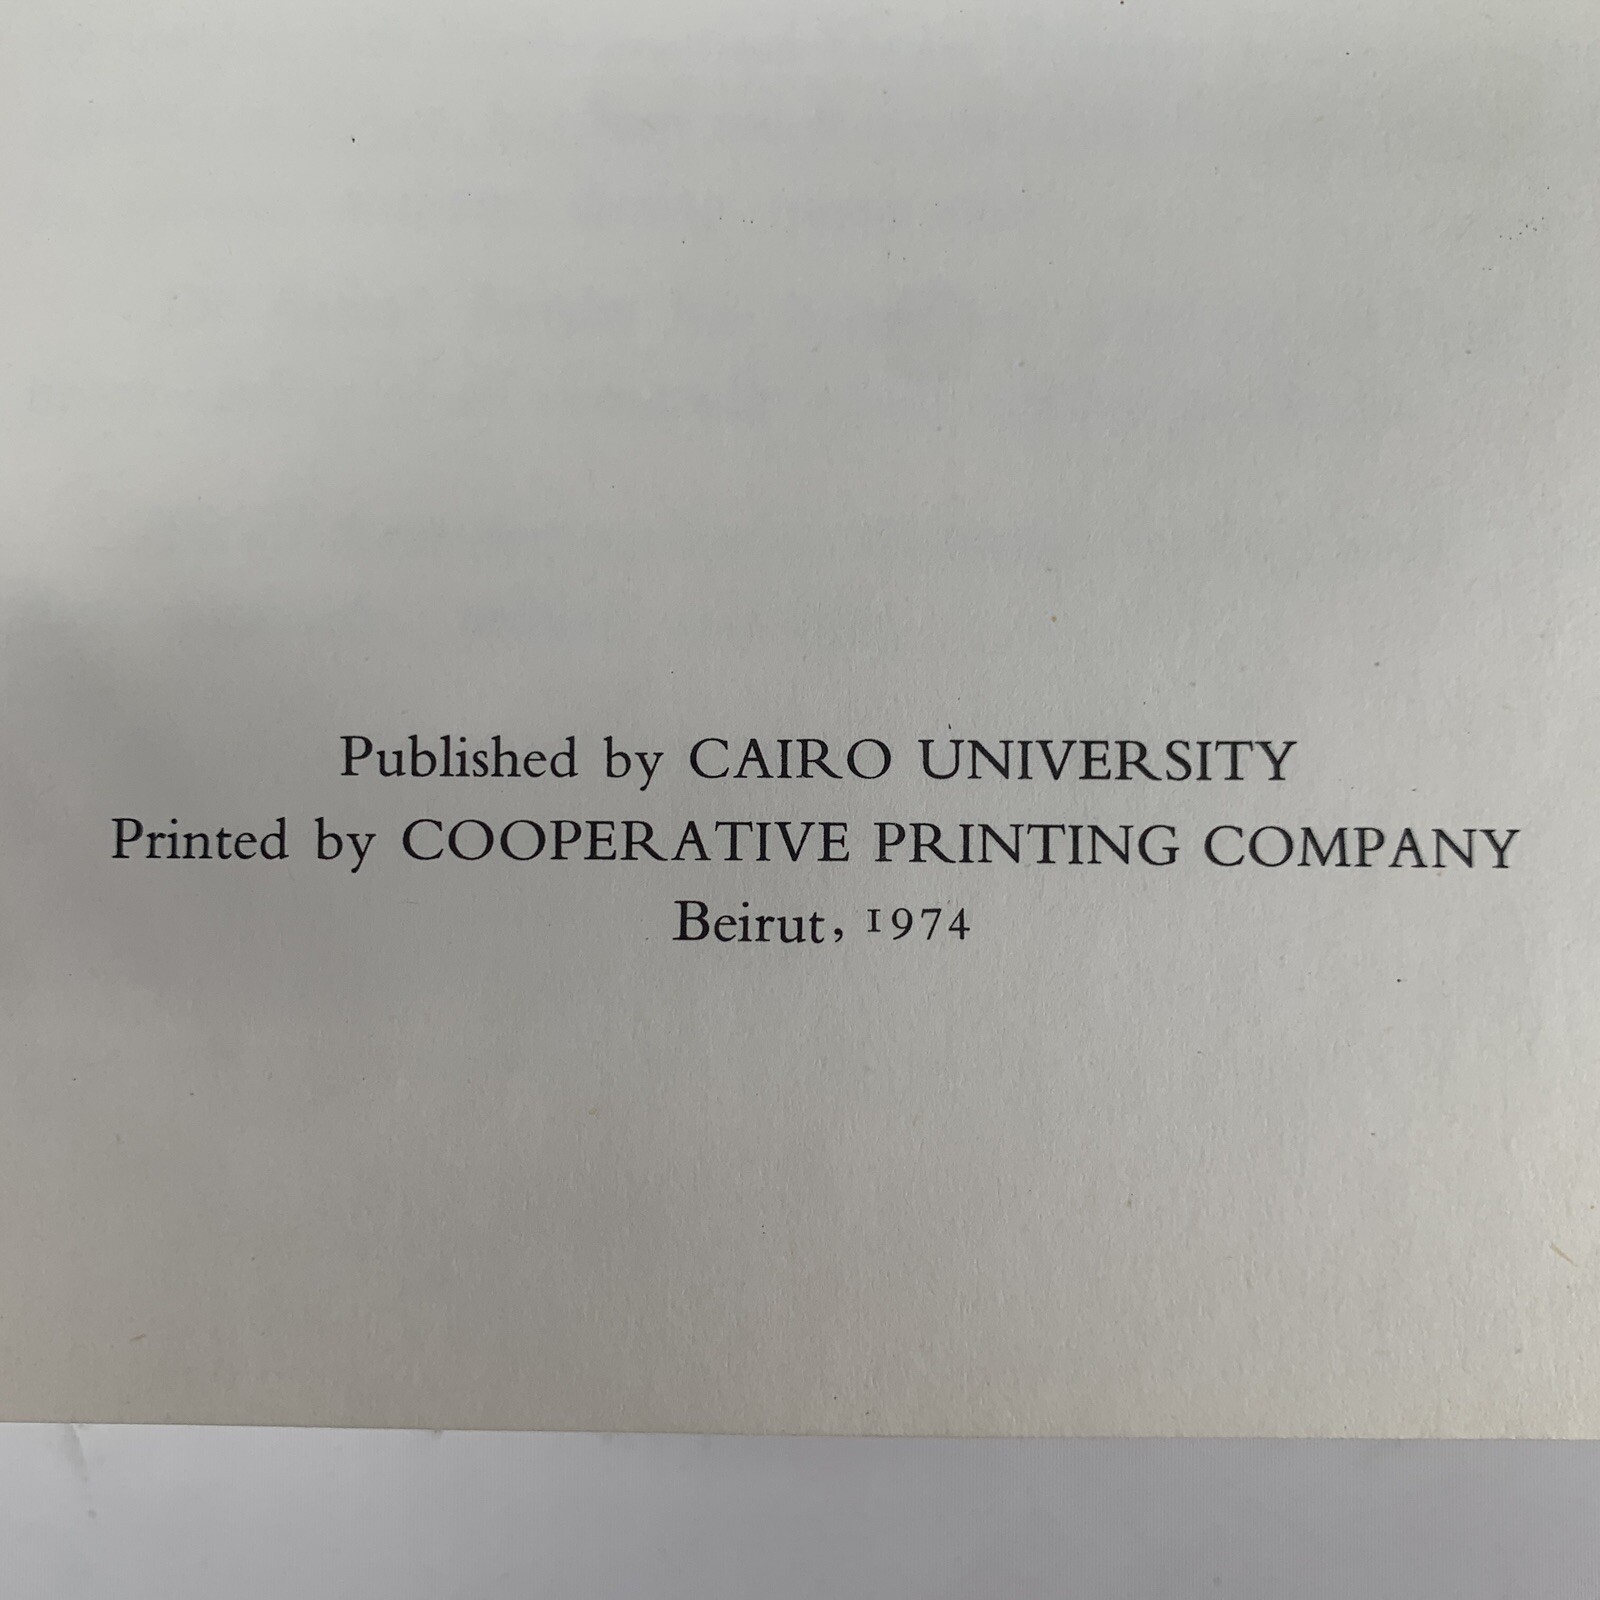 Published by CAIRO UNIVERSITY
Printed by COOPERATIVE PRINTING COMPANY
Beirut, 1974